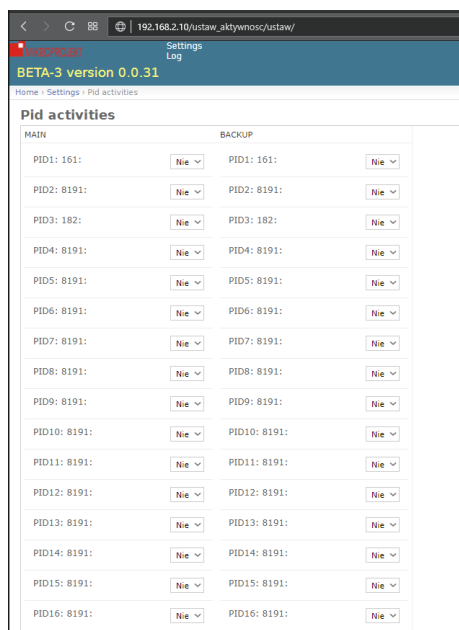 192.168.2.10/ustaw_aktywnosc/ustaw/
Settings
Log
BETA-3 version 0.0.31
Home › Settings › Pid activities
Pid activities
MAIN BACKUP
PID1: 161: Nie PID1: 161: Nie
PID2: 8191: Nie PID2: 8191: Nie
PID3: 182: Nie PID3: 182: Nie
PID4: 8191: Nie PID4: 8191: Nie
PID5: 8191: Nie PID5: 8191: Nie
PID6: 8191: Nie PID6: 8191: Nie
PID7: 8191: Nie PID7: 8191: Nie
PID8: 8191: Nie PID8: 8191: Nie
PID9: 8191: Nie PID9: 8191: Nie
PID10: 8191: Nie PID10: 8191: Nie
PID11: 8191: Nie PID11: 8191: Nie
PID12: 8191: Nie PID12: 8191: Nie
PID13: 8191: Nie PID13: 8191: Nie
PID14: 8191: Nie PID14: 8191: Nie
PID15: 8191: Nie PID15: 8191: Nie
PID16: 8191: Nie PID16: 8191: Nie